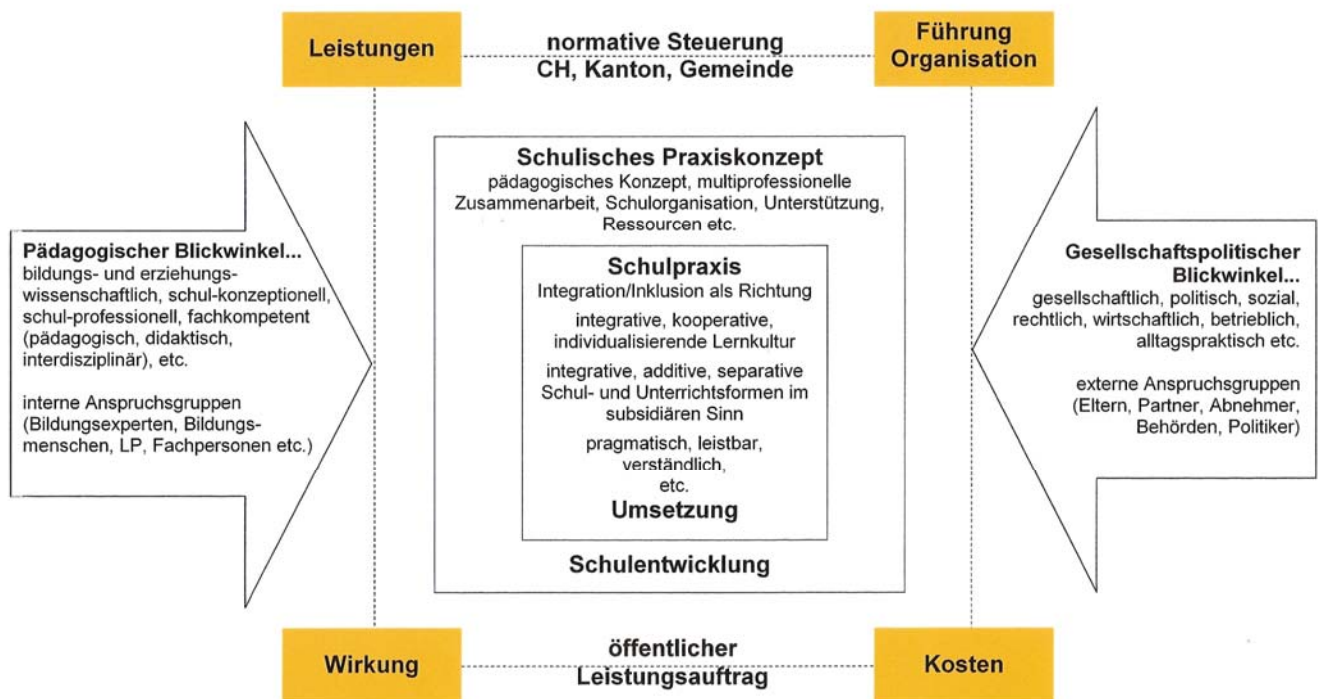 Leistungen
normative Steuerung
CH, Kanton, Gemeinde
Führung
Organisation
Schulisches Praxiskonzept
pädagogisches Konzept, multiprofessionelle
Zusammenarbeit, Schulorganisation, Unterstützung,
Ressourcen etc.
Pädagogischer Blickwinkel...
bildungs- und erziehungs-
wissenschaftlich, schul-konzeptionell,
schul-professionell, fachkompetent
(pädagogisch, didaktisch,
interdisziplinär), etc.
interne Anspruchsgruppen
(Bildungsexperten, Bildungs-
menschen, LP, Fachpersonen etc.)
Schulpraxis
Integration/Inklusion als Richtung
integrative, kooperative,
individualisierende Lernkultur
integrative, additive, separative
Schul- und Unterrichtsformen im
subsidiären Sinn
pragmatisch, leistbar,
verständlich,
etc.
Umsetzung
Schulentwicklung
Gesellschaftspolitischer
Blickwinkel...
gesellschaftlich, politisch, sozial,
rechtlich, wirtschaftlich, betrieblich,
alltagspraktisch etc.
externe Anspruchsgruppen
(Eltern, Partner, Abnehmer,
Behörden, Politiker)
Wirkung
öffentlicher
Leistungsauftrag
Kosten